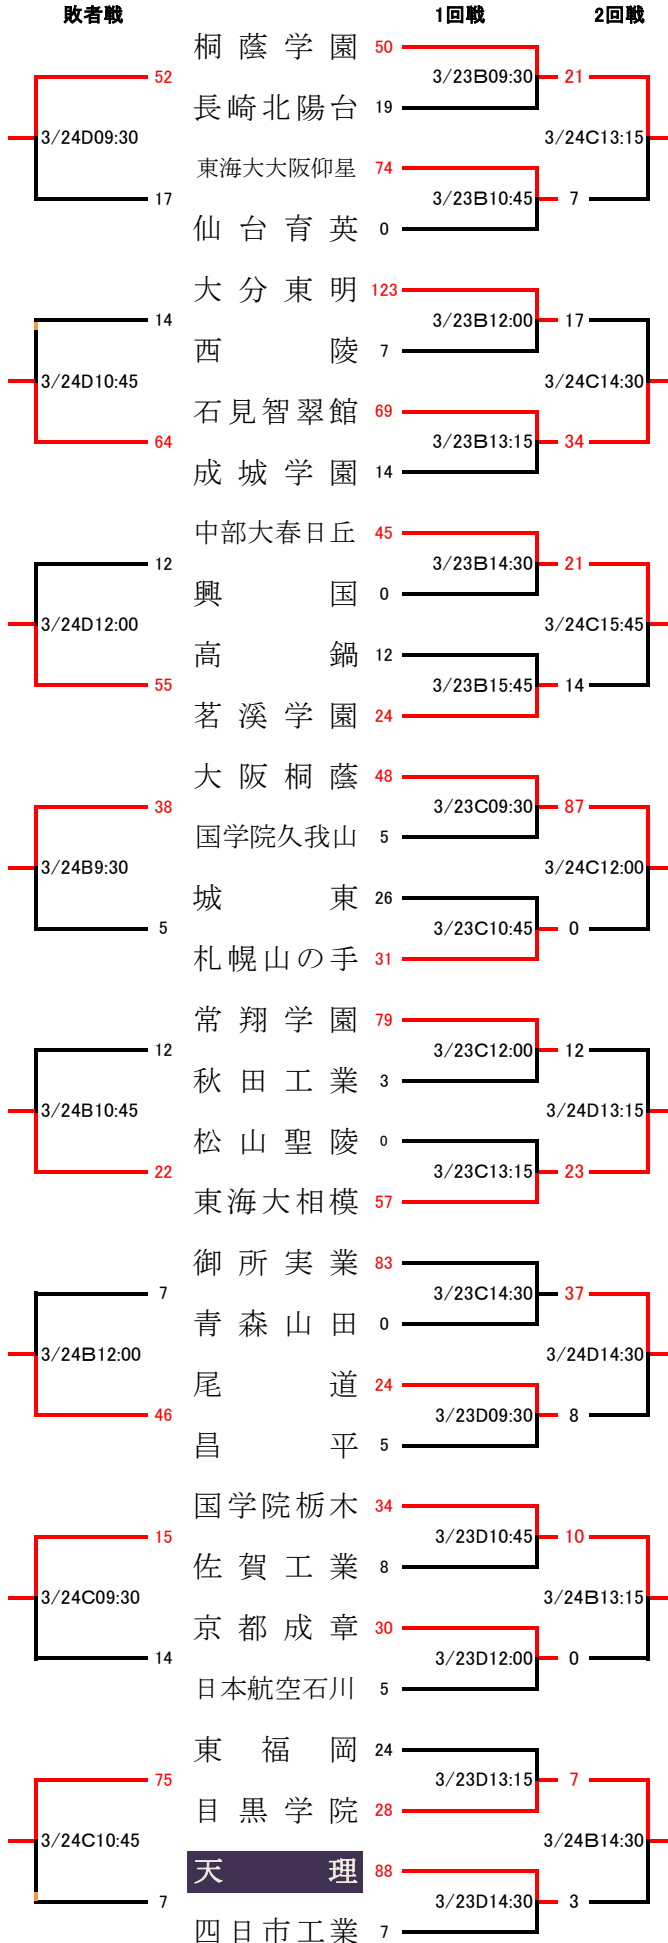 敗者戦 1回戦 2回戦
桐蔭学園 50
52 3/23B09:30 21
長崎北陽台 19
3/24D09:30 3/24C13:15
東海大大阪仰星 74
17 3/23B10:45 7
仙台育英 0
大分東明 123
14 3/23B12:00 17
西陵 7
3/24D10:45 3/24C14:30
石見智翠館 69
64 3/23B13:15 34
成城学園 14
中部大春日丘 45
12 3/23B14:30 21
興国 0
3/24D12:00 3/24C15:45
高鍋 12
55 3/23B15:45 14
茗溪学園 24
大阪桐蔭 48
38 3/23C09:30 87
国学院久我山 5
3/24B9:30 3/24C12:00
城東 26
5 3/23C10:45 0
札幌山の手 31
常翔学園 79
12 3/23C12:00 12
秋田工業 3
3/24B10:45 3/24D13:15
松山聖陵 0
22 3/23C13:15 23
東海大相模 57
御所実業 83
7 3/23C14:30 37
青森山田 0
3/24B12:00 3/24D14:30
尾道 24
46 3/23D09:30 8
昌平 5
国学院栃木 34
15 3/23D10:45 10
佐賀工業 8
3/24C09:30 3/24B13:15
京都成章 30
14 3/23D12:00 0
日本航空石川 5
東福岡 24
75 3/23D13:15 7
目黒学院 28
3/24C10:45 3/24B14:30
天理 88
7 3/23D14:30 3
四日市工業 7